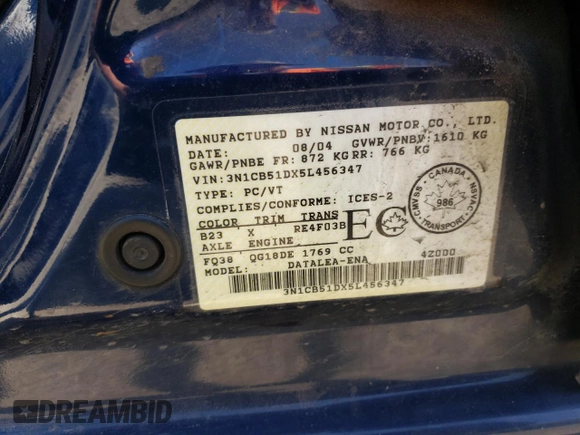 MANUFACTURED BY NISSAN MOTOR CO., LTD.
DATE: 08/04 GVWR/PNBV:1610 KG
GAWR/PNBE FR: 872 KG RR: 766 KG
VIN:3N1CB51DX5L456347
TYPE: PC/VT
COMPLIES/CONFORME: ICES-2
COLOR TRIM TRANS
B23 X RE4F03B
AXLE ENGINE
FQ38 QG18DE 1769 CC
MODEL: DATALEA-ENA 4Z000
3N1CB51DX5L456347
EC
CANADA
CMVSS NSVAC
986
TRANSPORT
DREAMBID